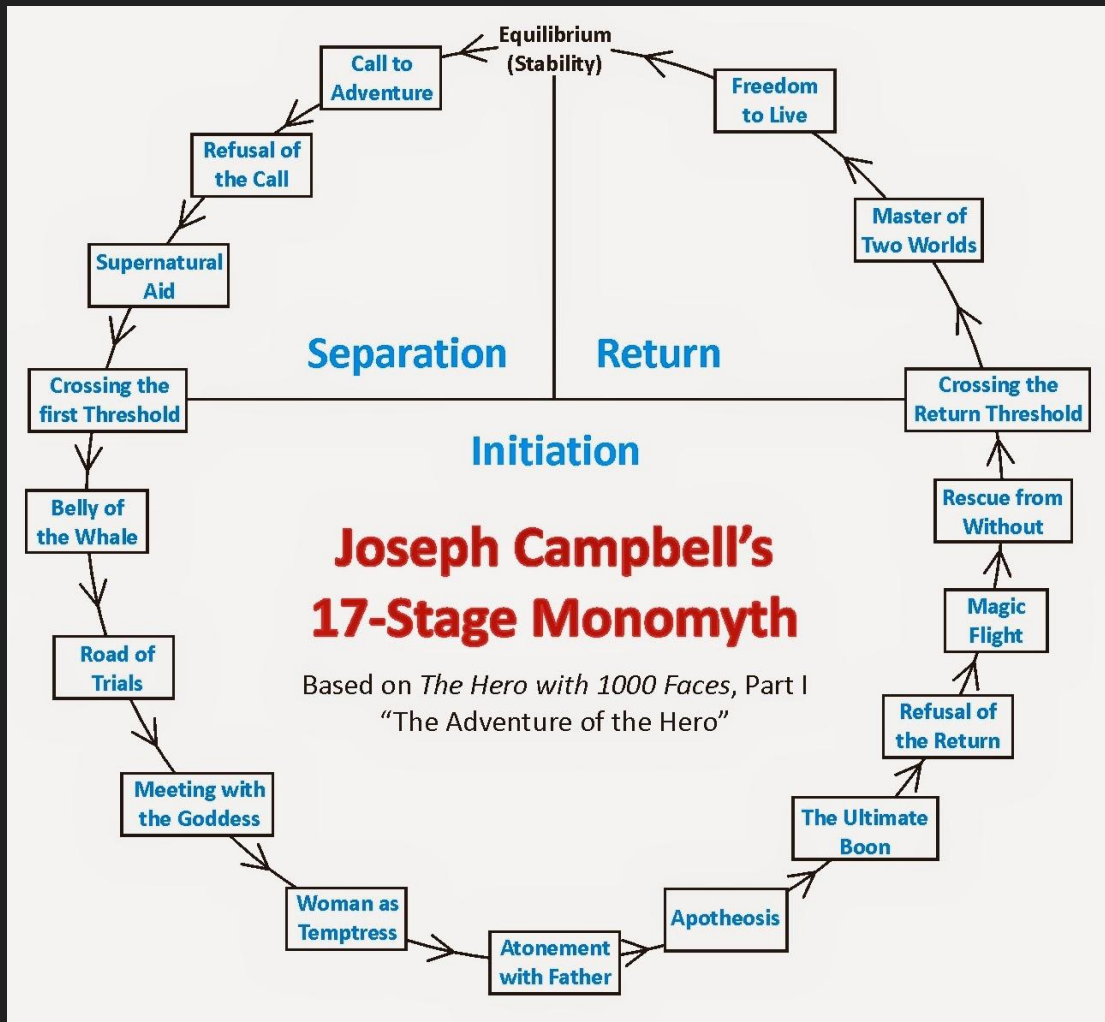 Equilibrium
(Stability)
Call to
Adventure
Refusal of
the Call
Supernatural
Aid
Crossing the
first Threshold
Belly of
the Whale
Road of
Trials
Meeting with
the Goddess
Woman as
Temptress
Atonement
with Father
Apotheosis
The Ultimate
Boon
Refusal of
the Return
Magic
Flight
Rescue from
Without
Crossing the
Return Threshold
Master of
Two Worlds
Freedom
to Live
Separation
Return
Initiation
Joseph Campbell’s
17-Stage Monomyth
Based on The Hero with 1000 Faces, Part I
“The Adventure of the Hero”